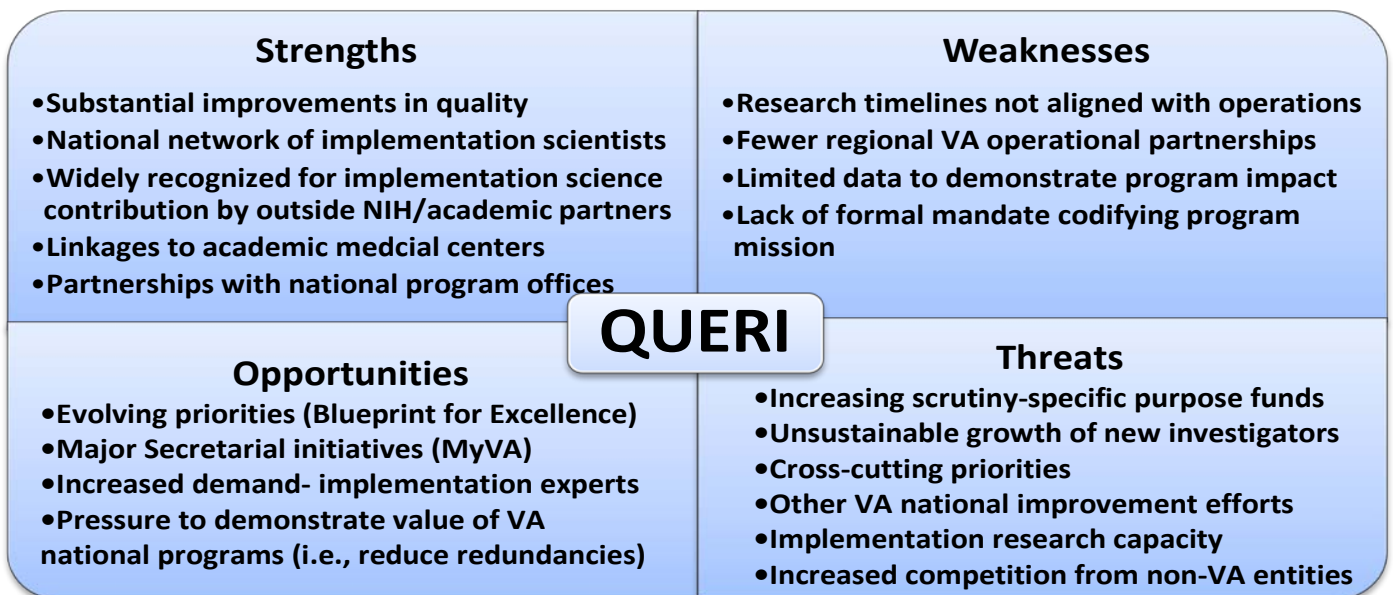 Strengths
•Substantial improvements in quality
•National network of implementation scientists
•Widely recognized for implementation science
contribution by outside NIH/academic partners
•Linkages to academic medcial centers
•Partnerships with national program offices
Weaknesses
•Research timelines not aligned with operations
•Fewer regional VA operational partnerships
•Limited data to demonstrate program impact
•Lack of formal mandate codifying program
mission
QUERI
Opportunities
•Evolving priorities (Blueprint for Excellence)
•Major Secretarial initiatives (MyVA)
•Increased demand- implementation experts
•Pressure to demonstrate value of VA
national programs (i.e., reduce redundancies)
Threats
•Increasing scrutiny-specific purpose funds
•Unsustainable growth of new investigators
•Cross-cutting priorities
•Other VA national improvement efforts
•Implementation research capacity
•Increased competition from non-VA entities